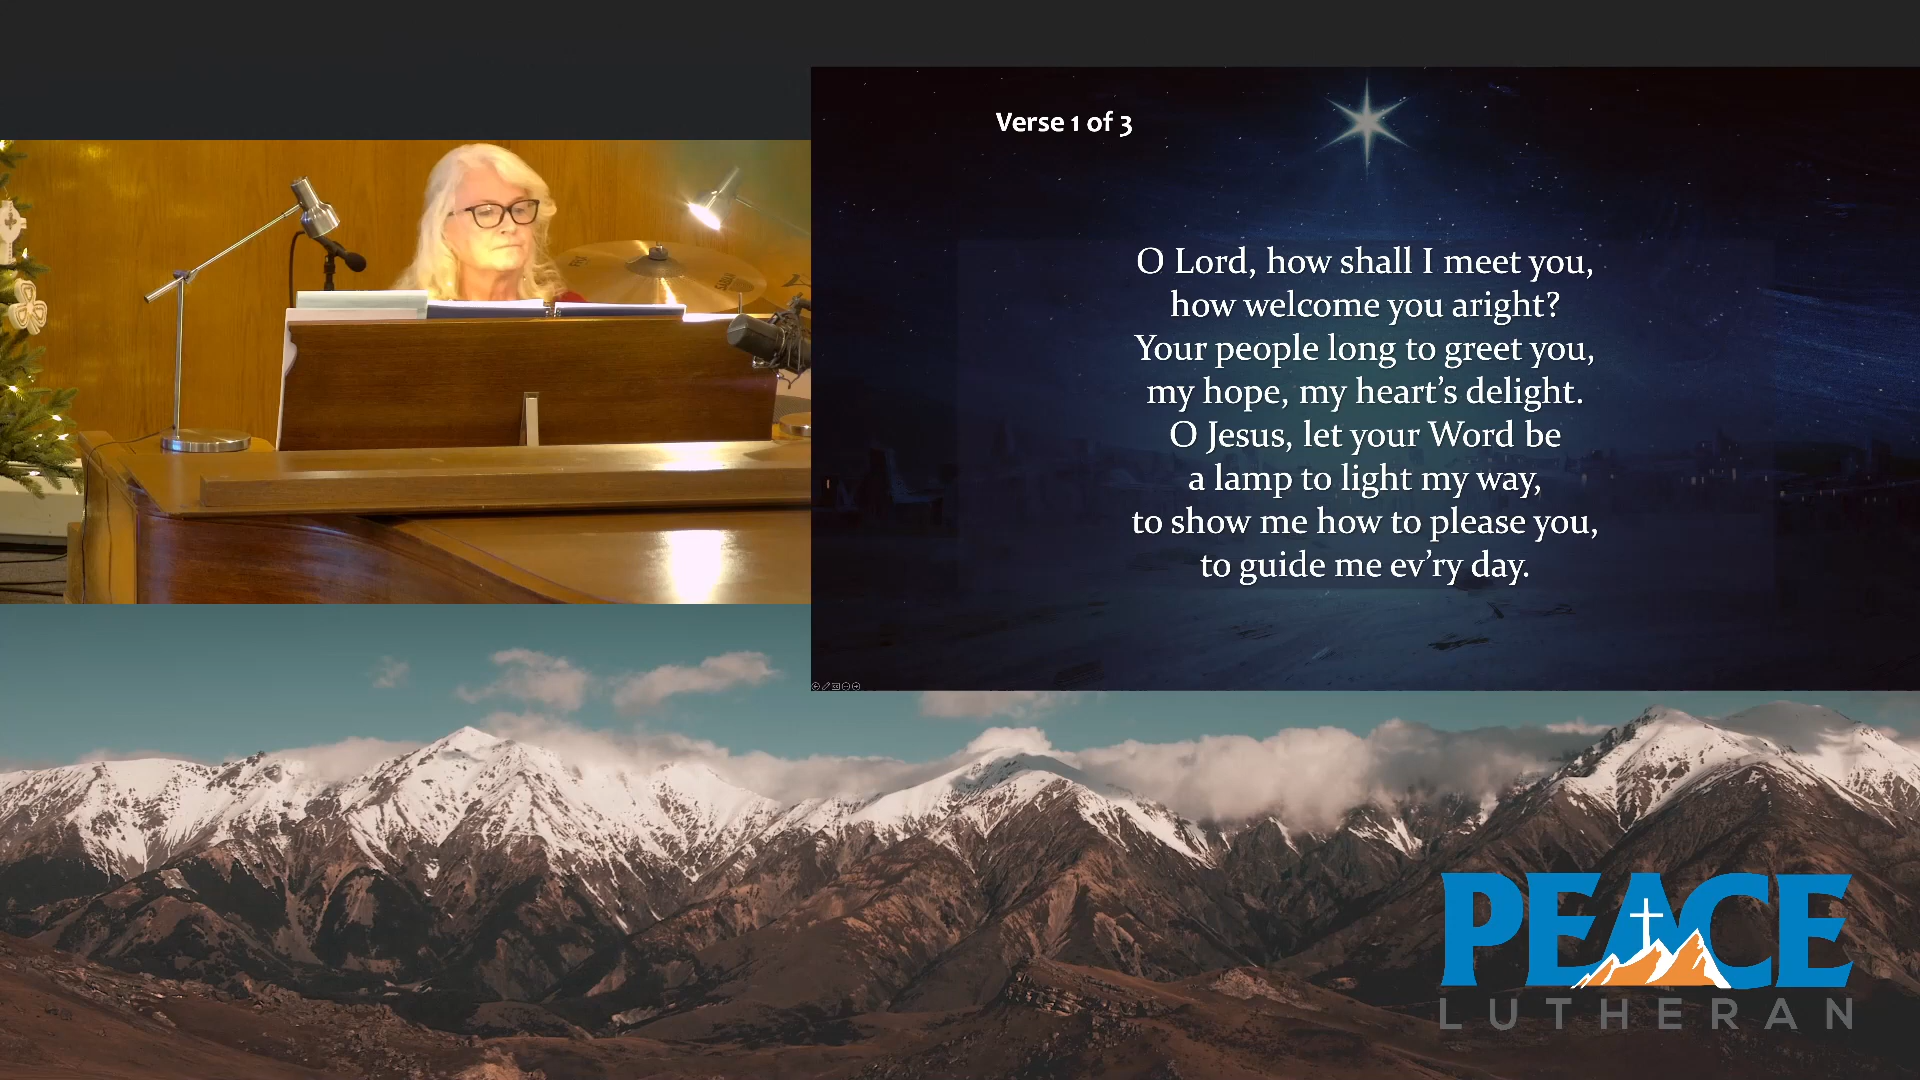 Verse 1 of 3
O Lord, how shall I meet you,
how welcome you aright?
Your people long to greet you,
my hope, my heart’s delight.
O Jesus, let your Word be
a lamp to light my way,
to show me how to please you,
to guide me ev’ry day.
PEACE
LUTHERAN